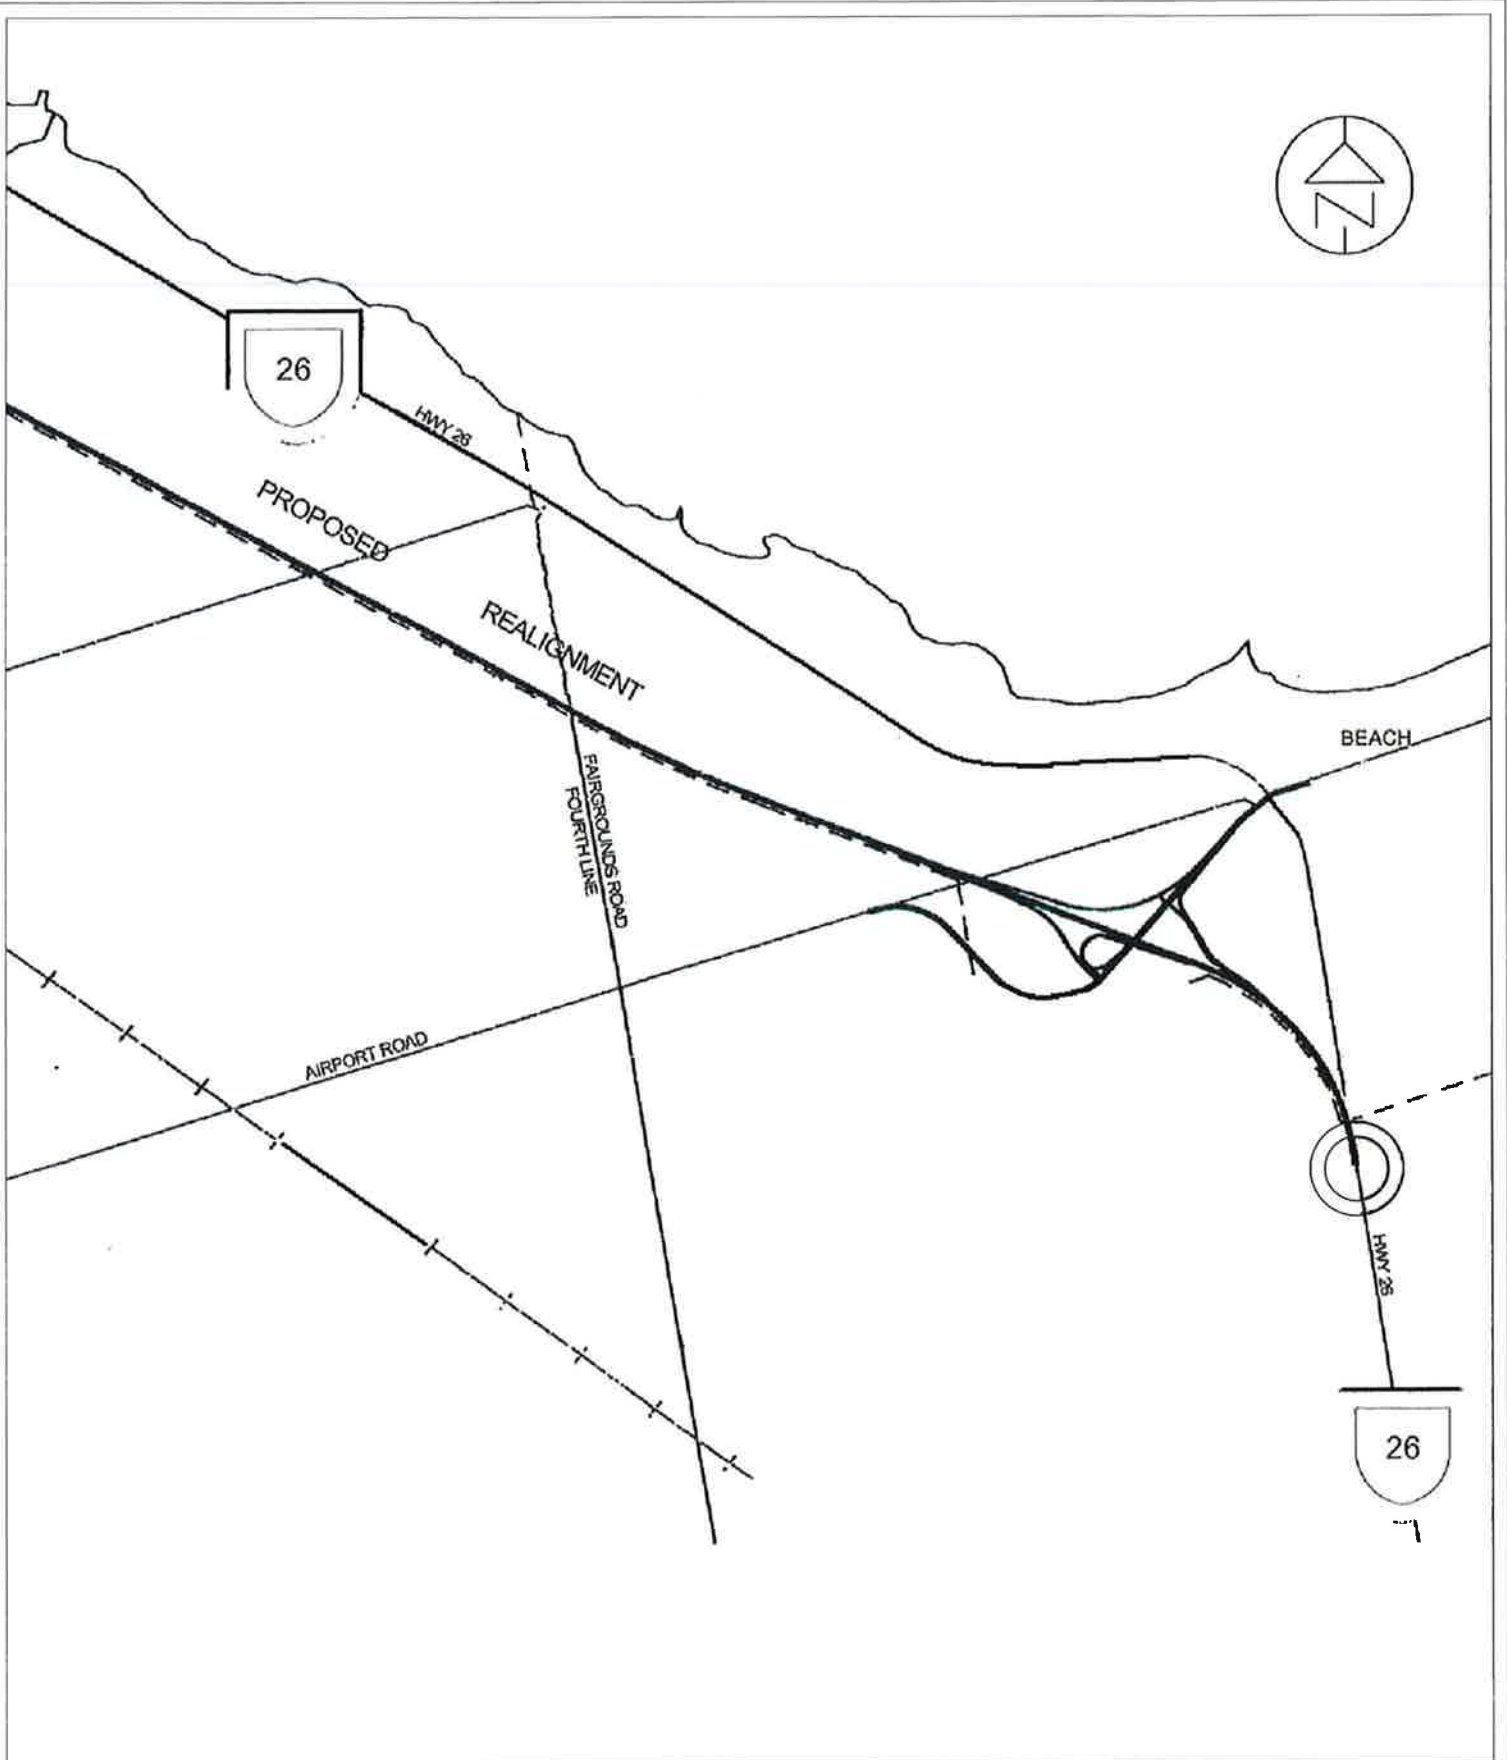 N
26
HWY 26
PROPOSED
REALIGNMENT
BEACH
FAIRGROUNDS ROAD
FOURTH LINE
AIRPORT ROAD
HWY 26
26